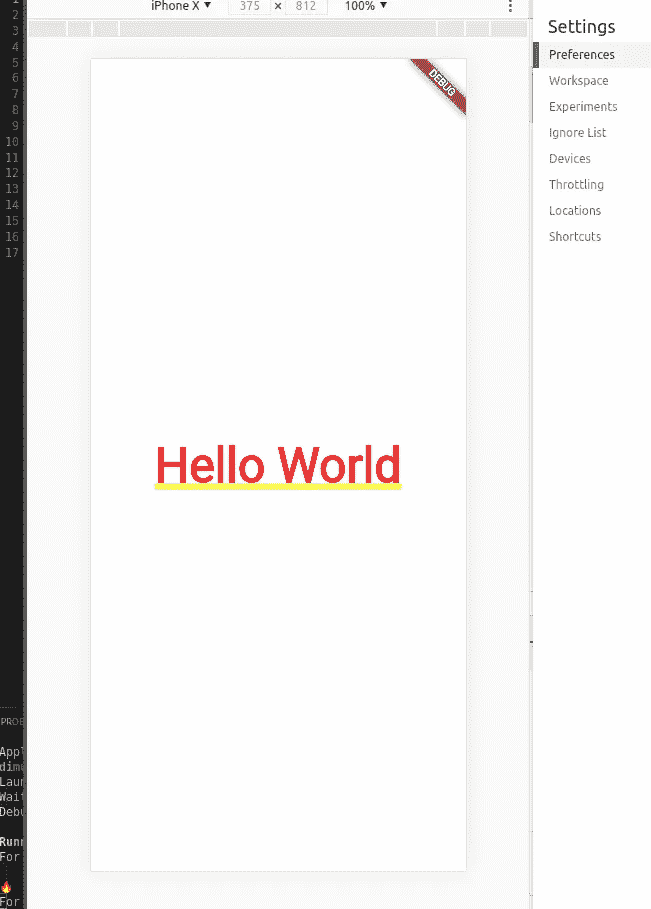 iPhone X ▼ 375 × 812 100% ▼
Settings
Preferences
Workspace
Experiments
Ignore List
Devices
Throttling
Locations
Shortcuts
DEBUG
Hello World
2
3
4
5
6
7
8
9
10
11
12
13
14
15
16
17
PROB
Appl
dime
Laun
Wait
Debu
Runn
For
🔥
For